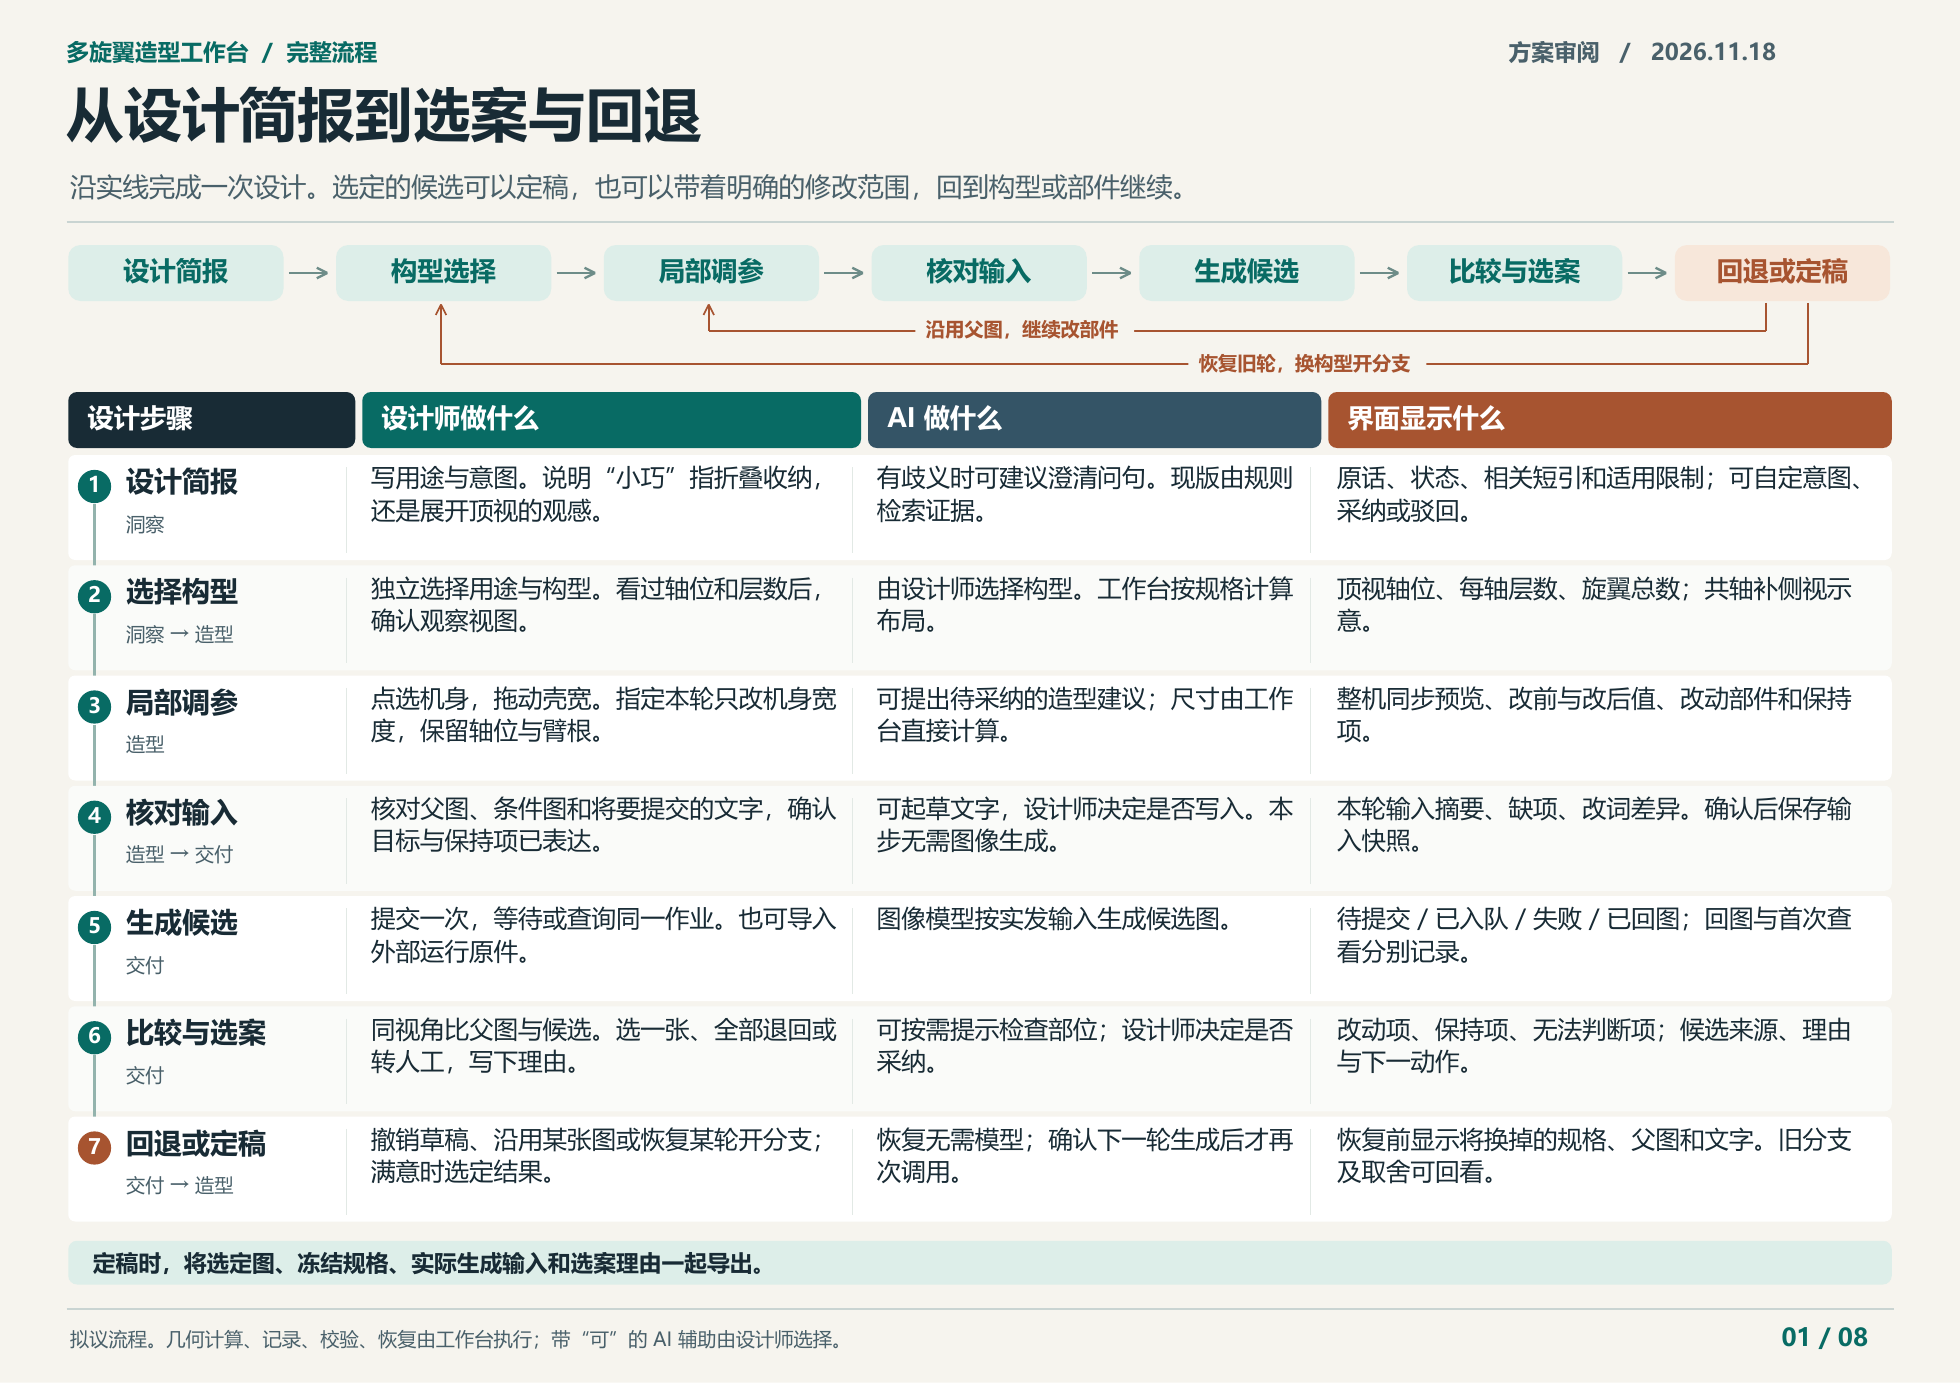 多旋翼造型工作台 / 完整流程
方案审阅 / 2026.11.18
从设计简报到选案与回退
沿实线完成一次设计。选定的候选可以定稿，也可以带着明确的修改范围，回到构型或部件继续。
设计简报 → 构型选择 → 局部调参 → 核对输入 → 生成候选 → 比较与选案 → 回退或定稿
沿用父图，继续改部件
恢复旧轮，换构型开分支
设计步骤
设计师做什么
AI 做什么
界面显示什么
1 设计简报
洞察
写用途与意图。说明“小巧”指折叠收纳，
还是展开顶视的观感。
有歧义时可建议澄清问句。现版由规则
检索证据。
原话、状态、相关短引和适用限制；可自定意图、
采纳或驳回。
2 选择构型
洞察 → 造型
独立选择用途与构型。看过轴位和层数后，
确认观察视图。
由设计师选择构型。工作台按规格计算
布局。
顶视轴位、每轴层数、旋翼总数；共轴补侧视示
意。
3 局部调参
造型
点选机身，拖动壳宽。指定本轮只改机身宽
度，保留轴位与臂根。
可提出待采纳的造型建议；尺寸由工作
台直接计算。
整机同步预览、改前与改后值、改动部件和保持
项。
4 核对输入
造型 → 交付
核对父图、条件图和将要提交的文字，确认
目标与保持项已表达。
可起草文字，设计师决定是否写入。本
步无需图像生成。
本轮输入摘要、缺项、改词差异。确认后保存输
入快照。
5 生成候选
交付
提交一次，等待或查询同一作业。也可导入
外部运行原件。
图像模型按实发输入生成候选图。
待提交 / 已入队 / 失败 / 已回图；回图与首次查
看分别记录。
6 比较与选案
交付
同视角比父图与候选。选一张、全部退回或
转人工，写下理由。
可按需提示检查部位；设计师决定是否
采纳。
改动项、保持项、无法判断项；候选来源、理由
与下一动作。
7 回退或定稿
交付 → 造型
撤销草稿、沿用某张图或恢复某轮开分支；
满意时选定结果。
恢复无需模型；确认下一轮生成后才再
次调用。
恢复前显示将换掉的规格、父图和文字。旧分支
及取舍可回看。
定稿时，将选定图、冻结规格、实际生成输入和选案理由一起导出。
拟议流程。几何计算、记录、校验、恢复由工作台执行；带“可”的 AI 辅助由设计师选择。
01 / 08